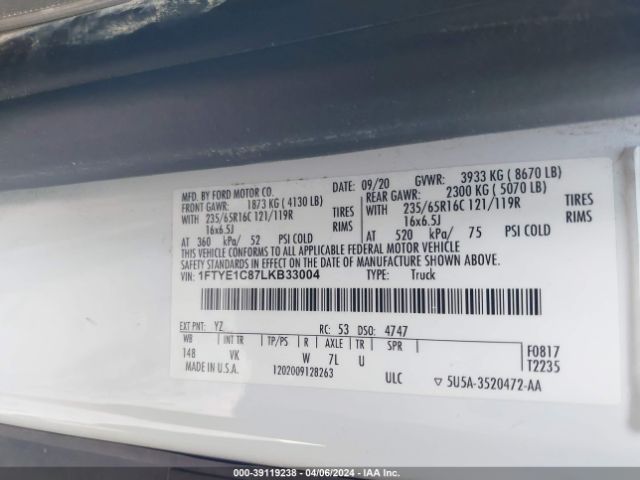 MFD. BY FORD MOTOR CO.
DATE: 09/20 GVWR: 3933 KG ( 8670 LB)
FRONT GAWR: 1873 KG ( 4130 LB) REAR GAWR: 2300 KG ( 5070 LB)
WITH 235/65R16C 121/119R TIRES WITH 235/65R16C 121/119R TIRES
16x6.5J RIMS 16x6.5J RIMS
AT 360 kPa/ 52 PSI COLD AT 520 kPa/ 75 PSI COLD
THIS VEHICLE CONFORMS TO ALL APPLICABLE FEDERAL MOTOR VEHICLE
SAFETY STANDARDS IN EFFECT ON THE DATE OF MANUFACTURE SHOWN ABOVE.
VIN: 1FTYE1C87LKB33004 TYPE: Truck
EXT PNT: YZ RC: 53 DSO: 4747
WB INT TR TP/PS R AXLE TR SPR F0817
148 VK W 7L U T2235
MADE IN U.S.A. 1202009128263 ULC ▽ 5U5A-3520472-AA
000-39119238 - 04/06/2024 - IAA Inc.